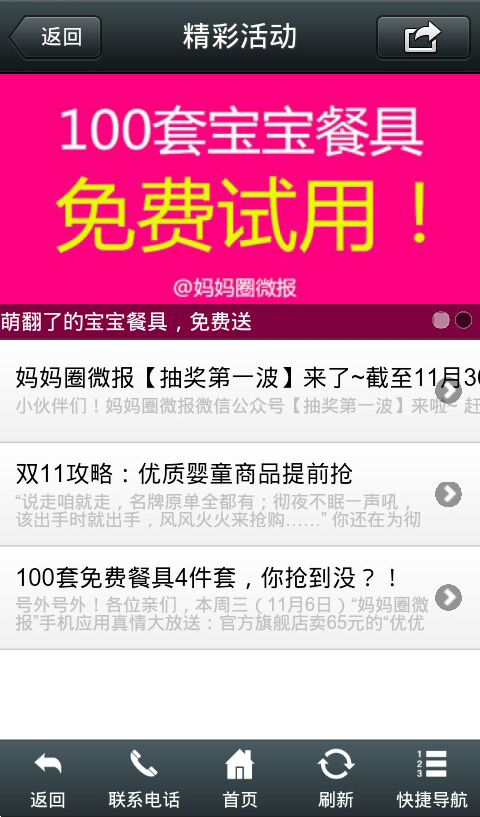 返回
精彩活动
100套宝宝餐具
免费试用！
@妈妈圈微报
萌翻了的宝宝餐具，免费送
妈妈圈微报【抽奖第一波】来了~截至11月30
小伙伴们！妈妈圈微报微信公众号【抽奖第一波】来啦~ 赶
双11攻略：优质婴童商品提前抢
“说走咱就走，名牌原单全都有；彻夜不眠一声吼，
该出手时就出手，风风火火来抢购……” 你还在为彻
100套免费餐具4件套，你抢到没？！
号外号外！各位亲们，本周三（11月6日）“妈妈圈微
报”手机应用真情大放送：官方旗舰店卖65元的“优优
返回
联系电话
首页
刷新
快捷导航